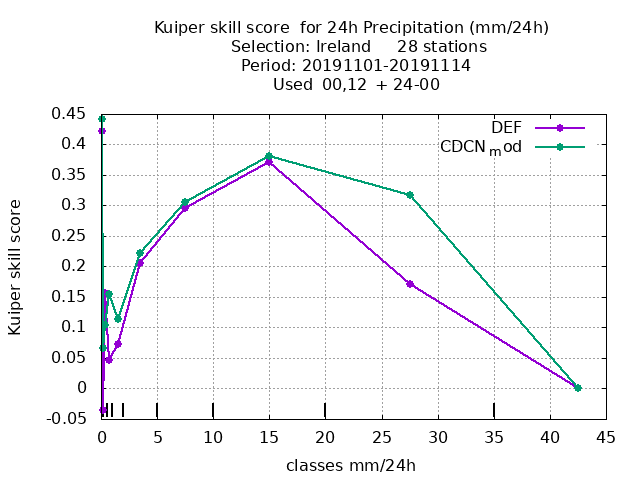 Kuiper skill score for 24h Precipitation (mm/24h)
Selection: Ireland 28 stations
Period: 20191101-20191114
Used 00,12 + 24-00
DEF
CDCN_mod
Kuiper skill score
0.45
0.4
0.35
0.3
0.25
0.2
0.15
0.1
0.05
0
-0.05
0 5 10 15 20 25 30 35 40 45
classes mm/24h